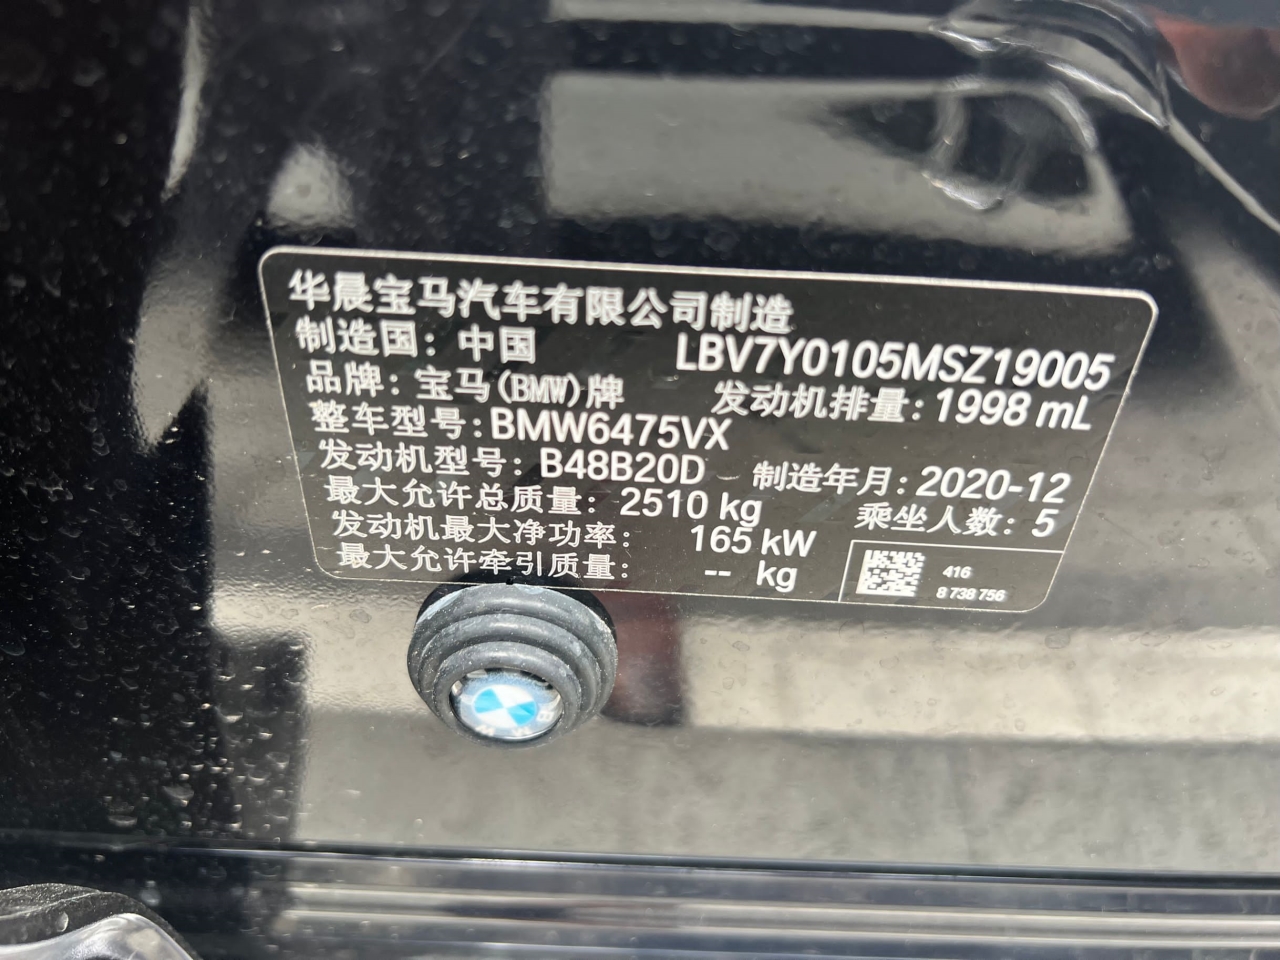 华晨宝马汽车有限公司制造
制造国：中国 LBV7Y0105MSZ19005
品牌：宝马(BMW)牌 发动机排量：1998 mL
整车型号：BMW6475VX
发动机型号：B48B20D 制造年月：2020-12
最大允许总质量：2510 kg 乘坐人数：5
发动机最大净功率：165 kW
最大允许牵引质量：-- kg
416
8 738 756